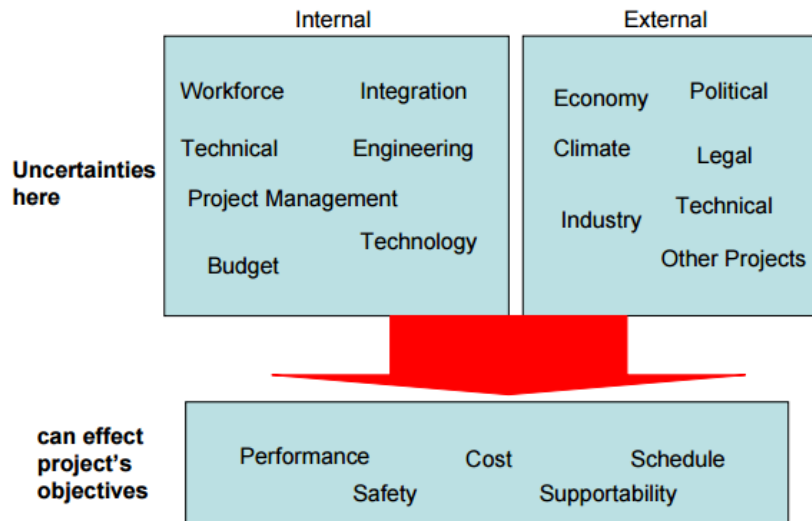 Internal
External
Workforce
Integration
Technical
Engineering
Project Management
Technology
Budget
Economy
Political
Climate
Legal
Technical
Industry
Other Projects
Uncertainties
here
can effect
project's
objectives
Performance
Cost
Schedule
Safety
Supportability